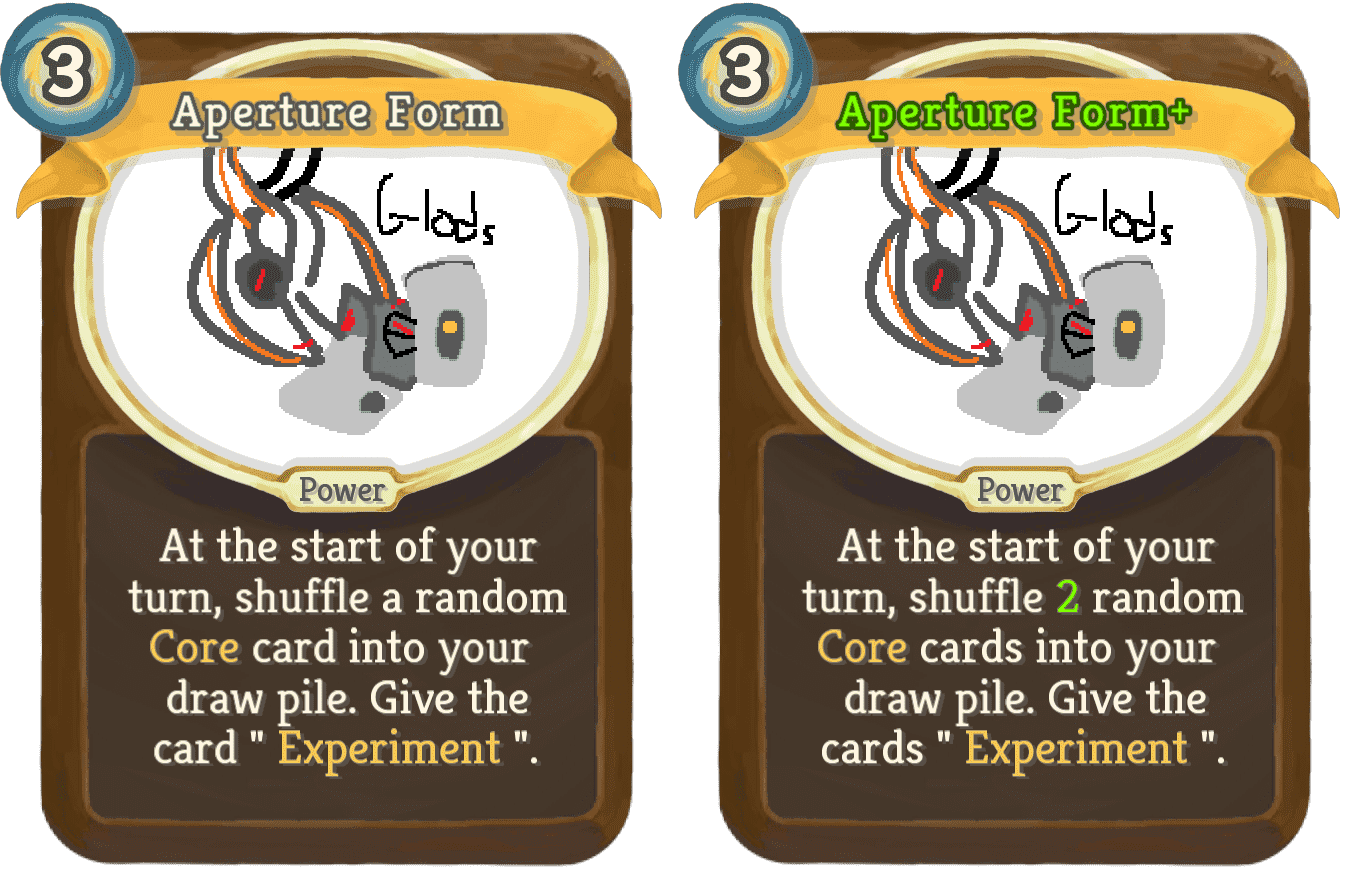 3
Aperture Form
Glads
Power
At the start of your
turn, shuffle a random
Core card into your
draw pile. Give the
card " Experiment ".
3
Aperture Form+
Glads
Power
At the start of your
turn, shuffle 2 random
Core cards into your
draw pile. Give the
cards " Experiment ".